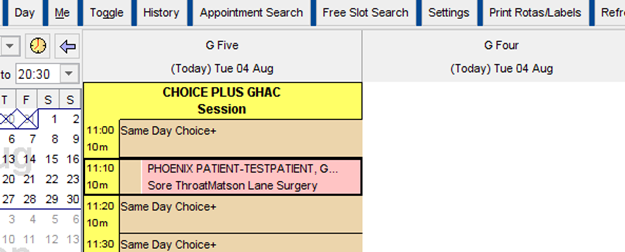 Day Me Toggle History Appointment Search Free Slot Search Settings Print Rotas/Labels Refre
G Five G Four
to 20:30 (Today) Tue 04 Aug (Today) Tue 04 Aug
CHOICE PLUS GHAC
Session
T F S S
1 2
6 7 8 9
13 14 15 16
20 21 22 23
27 28 29 30
3 4 5 6
10 11 12 13
11:00 Same Day Choice+
10m
11:10 PHOENIX PATIENT-TESTPATIENT, G...
10m Sore ThroatMatson Lane Surgery
11:20 Same Day Choice+
10m
11:30 Same Day Choice+